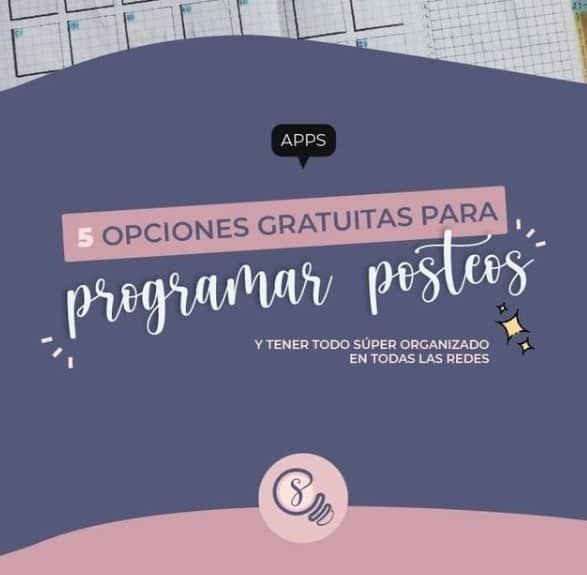 APPS
5 OPCIONES GRATUITAS PARA
programar posteos
Y TENER TODO SÚPER ORGANIZADO
EN TODAS LAS REDES
S